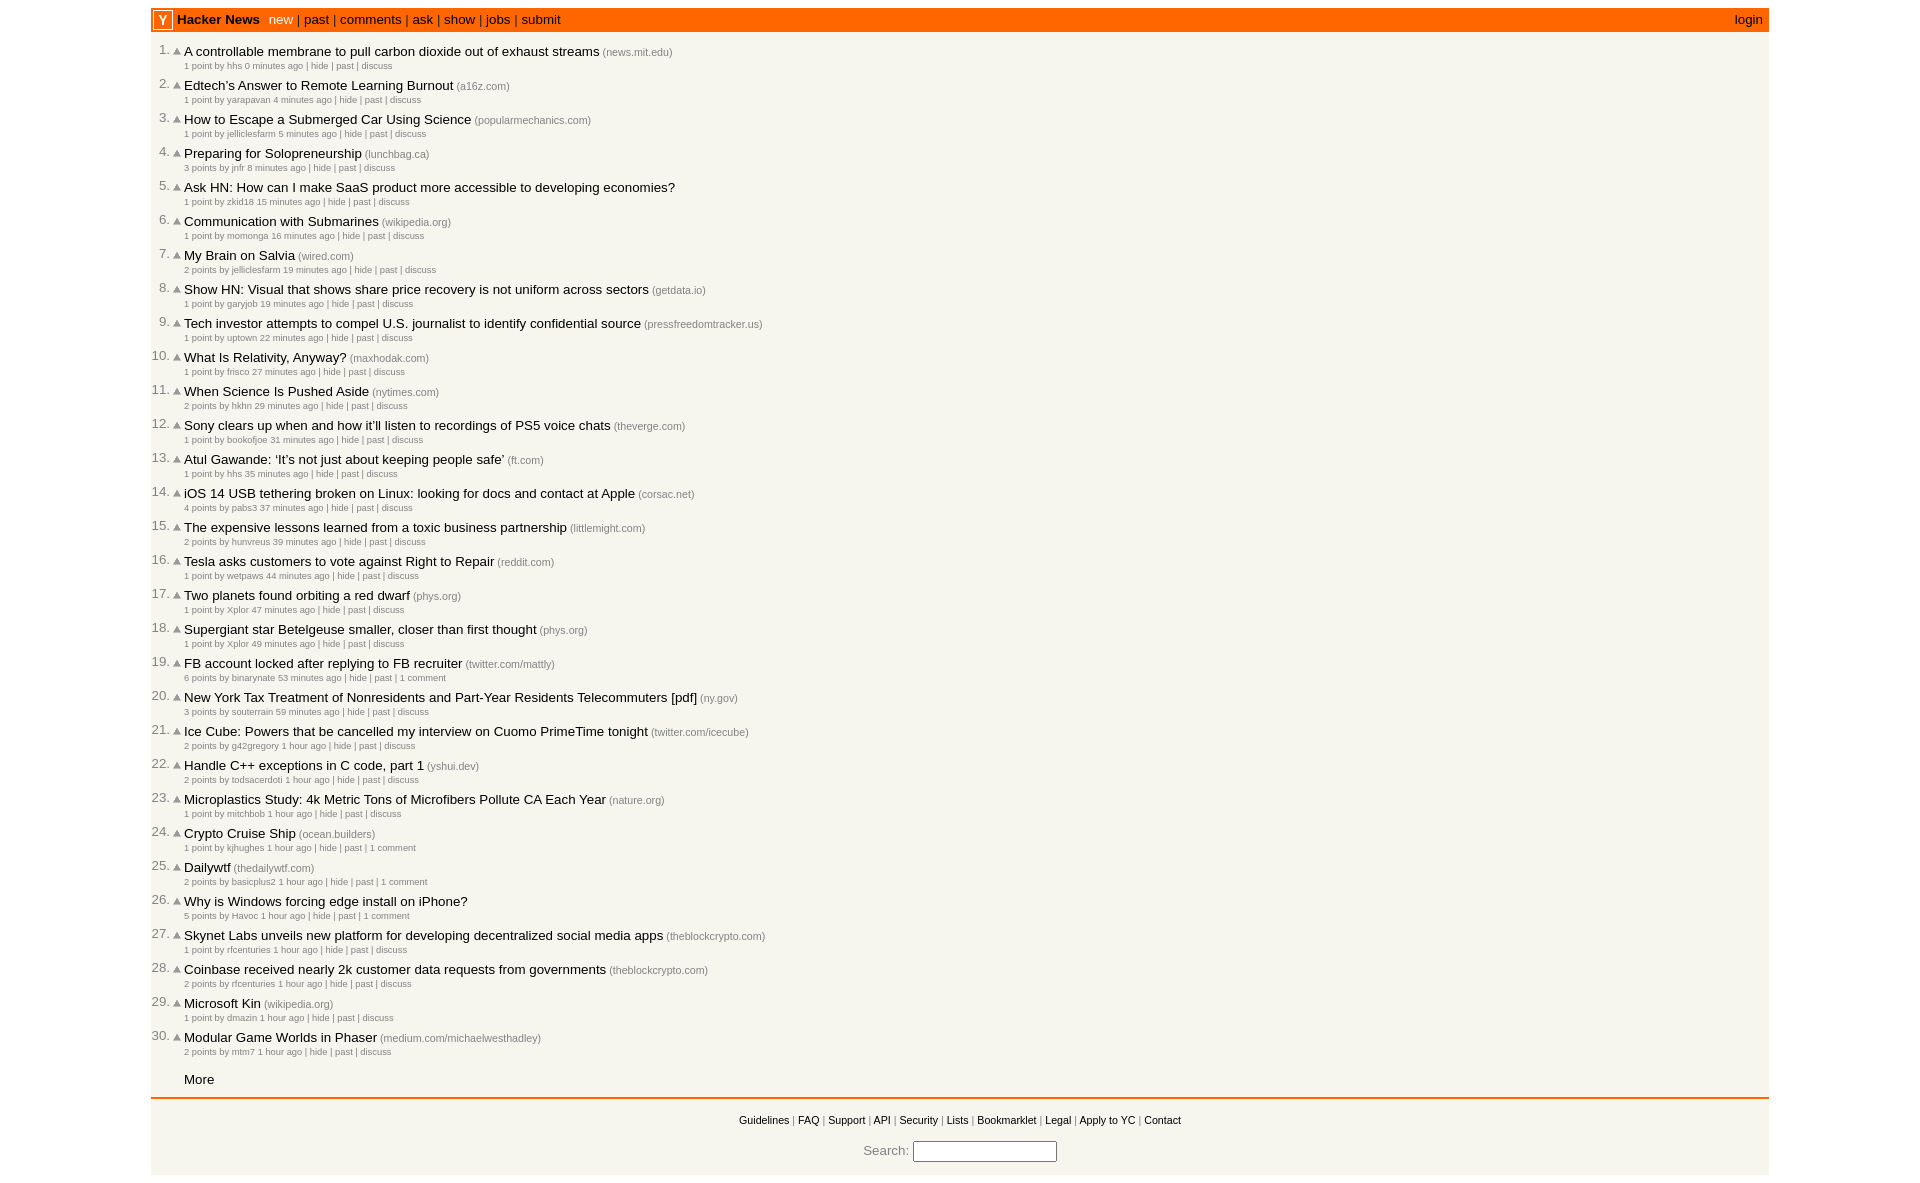 Y Hacker News new | past | comments | ask | show | jobs | submit login
1. A controllable membrane to pull carbon dioxide out of exhaust streams (news.mit.edu)
1 point by hhs 0 minutes ago | hide | past | discuss
2. Edtech’s Answer to Remote Learning Burnout (a16z.com)
1 point by yarapavan 4 minutes ago | hide | past | discuss
3. How to Escape a Submerged Car Using Science (popularmechanics.com)
1 point by jelliclesfarm 5 minutes ago | hide | past | discuss
4. Preparing for Solopreneurship (lunchbag.ca)
3 points by jnfr 8 minutes ago | hide | past | discuss
5. Ask HN: How can I make SaaS product more accessible to developing economies?
1 point by zkid18 15 minutes ago | hide | past | discuss
6. Communication with Submarines (wikipedia.org)
1 point by momonga 16 minutes ago | hide | past | discuss
7. My Brain on Salvia (wired.com)
2 points by jelliclesfarm 19 minutes ago | hide | past | discuss
8. Show HN: Visual that shows share price recovery is not uniform across sectors (getdata.io)
1 point by garyjob 19 minutes ago | hide | past | discuss
9. Tech investor attempts to compel U.S. journalist to identify confidential source (pressfreedomtracker.us)
1 point by uptown 22 minutes ago | hide | past | discuss
10. What Is Relativity, Anyway? (maxhodak.com)
1 point by frisco 27 minutes ago | hide | past | discuss
11. When Science Is Pushed Aside (nytimes.com)
2 points by hkhn 29 minutes ago | hide | past | discuss
12. Sony clears up when and how it’ll listen to recordings of PS5 voice chats (theverge.com)
1 point by bookofjoe 31 minutes ago | hide | past | discuss
13. Atul Gawande: ‘It’s not just about keeping people safe’ (ft.com)
1 point by hhs 35 minutes ago | hide | past | discuss
14. iOS 14 USB tethering broken on Linux: looking for docs and contact at Apple (corsac.net)
4 points by pabs3 37 minutes ago | hide | past | discuss
15. The expensive lessons learned from a toxic business partnership (littlemight.com)
2 points by hunvreus 39 minutes ago | hide | past | discuss
16. Tesla asks customers to vote against Right to Repair (reddit.com)
1 point by wetpaws 44 minutes ago | hide | past | discuss
17. Two planets found orbiting a red dwarf (phys.org)
1 point by Xplor 47 minutes ago | hide | past | discuss
18. Supergiant star Betelgeuse smaller, closer than first thought (phys.org)
1 point by Xplor 49 minutes ago | hide | past | discuss
19. FB account locked after replying to FB recruiter (twitter.com/mattly)
6 points by binarynate 53 minutes ago | hide | past | 1 comment
20. New York Tax Treatment of Nonresidents and Part-Year Residents Telecommuters [pdf] (ny.gov)
3 points by souterrain 59 minutes ago | hide | past | discuss
21. Ice Cube: Powers that be cancelled my interview on Cuomo PrimeTime tonight (twitter.com/icecube)
2 points by g42gregory 1 hour ago | hide | past | discuss
22. Handle C++ exceptions in C code, part 1 (yshui.dev)
2 points by todsacerdoti 1 hour ago | hide | past | discuss
23. Microplastics Study: 4k Metric Tons of Microfibers Pollute CA Each Year (nature.org)
1 point by mitchbob 1 hour ago | hide | past | discuss
24. Crypto Cruise Ship (ocean.builders)
1 point by kjhughes 1 hour ago | hide | past | 1 comment
25. Dailywtf (thedailywtf.com)
2 points by basicplus2 1 hour ago | hide | past | 1 comment
26. Why is Windows forcing edge install on iPhone?
5 points by Havoc 1 hour ago | hide | past | 1 comment
27. Skynet Labs unveils new platform for developing decentralized social media apps (theblockcrypto.com)
1 point by rfcenturies 1 hour ago | hide | past | discuss
28. Coinbase received nearly 2k customer data requests from governments (theblockcrypto.com)
2 points by rfcenturies 1 hour ago | hide | past | discuss
29. Microsoft Kin (wikipedia.org)
1 point by dmazin 1 hour ago | hide | past | discuss
30. Modular Game Worlds in Phaser (medium.com/michaelwesthadley)
2 points by mtm7 1 hour ago | hide | past | discuss
More
Guidelines | FAQ | Support | API | Security | Lists | Bookmarklet | Legal | Apply to YC | Contact
Search: